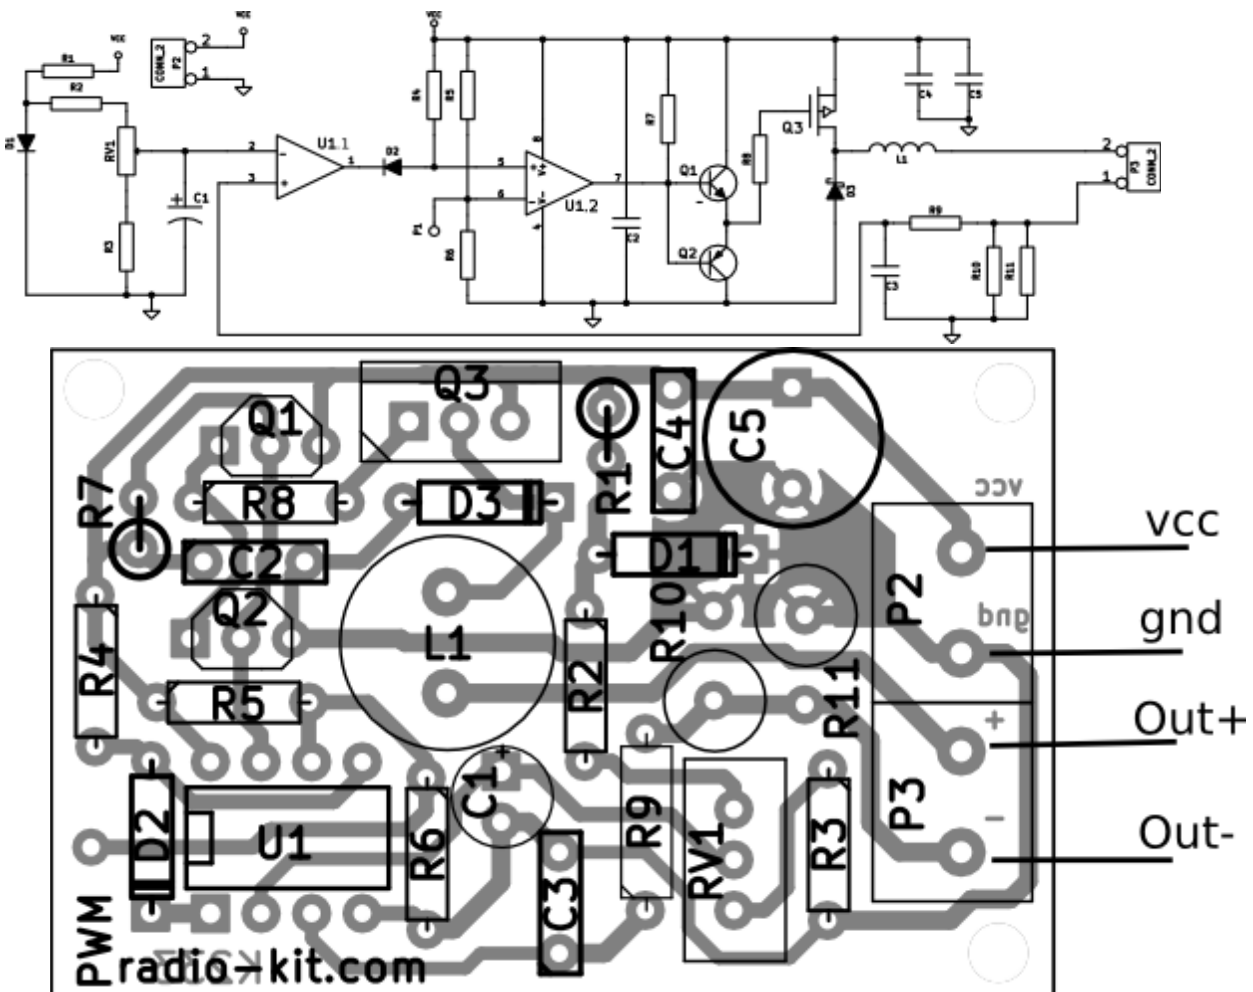 VCC
VCC
VCC
R1
2
CONN_2
P2
1
R2
D1
RV1
R3
C1
2
3
U1.1
1
D2
R4
R5
P1
R6
5
6
8
V+
V-
4
7
U1.2
C2
R7
Q1
Q2
R8
Q3
D3
L1
C4
C5
2
P3
CONN_2
1
R9
C3
R10
R11
Q3
Q1
C4
C5
R7
R8
D3
R1
vcc
vcc
C2
D1
P2
Q2
R10
gnd
gnd
R4
L1
R2
R5
R11
+
Out+
+
C1
D2
U1
R6
R9
RV1
R3
P3
-
Out-
C3
PWM
radio-kit.com